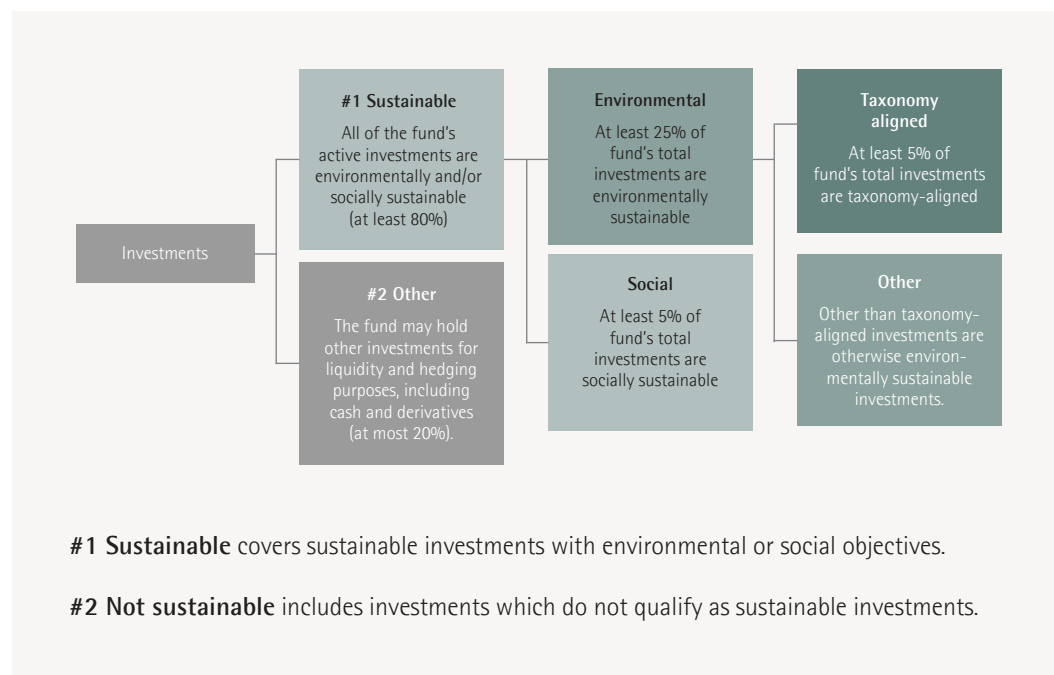 Investments
#1 Sustainable
All of the fund's
active investments are
environmentally and/or
socially sustainable
(at least 80%)
#2 Other
The fund may hold
other investments for
liquidity and hedging
purposes, including
cash and derivatives
(at most 20%).
Environmental
At least 25% of
fund's total
investments are
environmentally
sustainable
Social
At least 5% of
fund's total
investments are
socially sustainable
Taxonomy
aligned
At least 5% of
fund's total investments
are taxonomy-aligned
Other
Other than taxonomy-
aligned investments are
otherwise environ-
mentally sustainable
investments.
#1 Sustainable covers sustainable investments with environmental or social objectives.
#2 Not sustainable includes investments which do not qualify as sustainable investments.